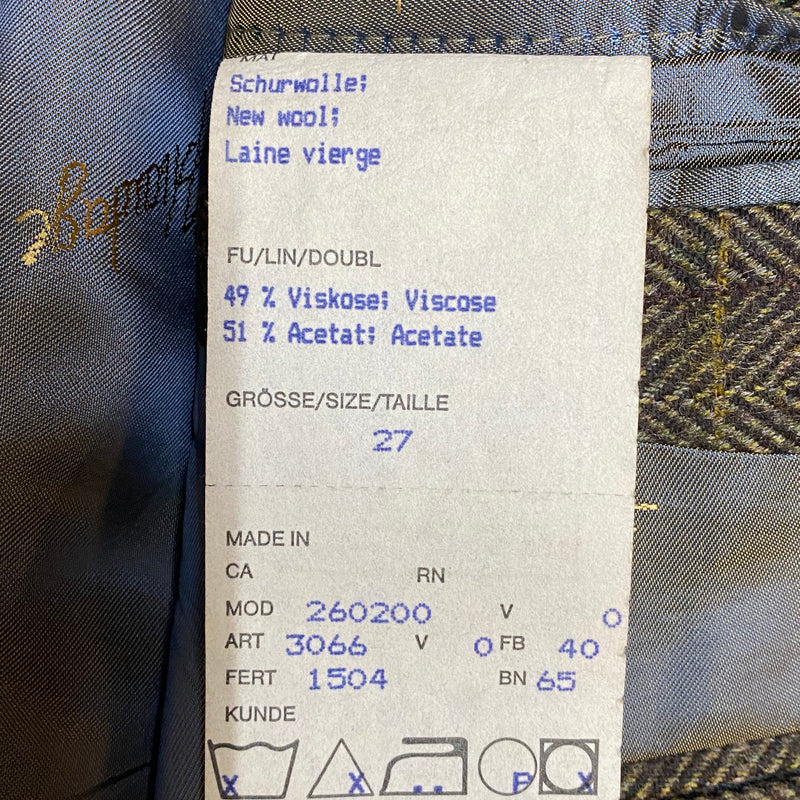 MAT
Schurwolle;
New wool;
Laine vierge
FU/LIN/DOUBL
49 % Viskose; Viscose
51 % Acetat; Acetate
GRÖSSE/SIZE/TAILLE
27
MADE IN
CA RN
MOD 260200 V 0
ART 3066 V 0 FB 40
FERT 1504 BN 65
KUNDE
X X P X